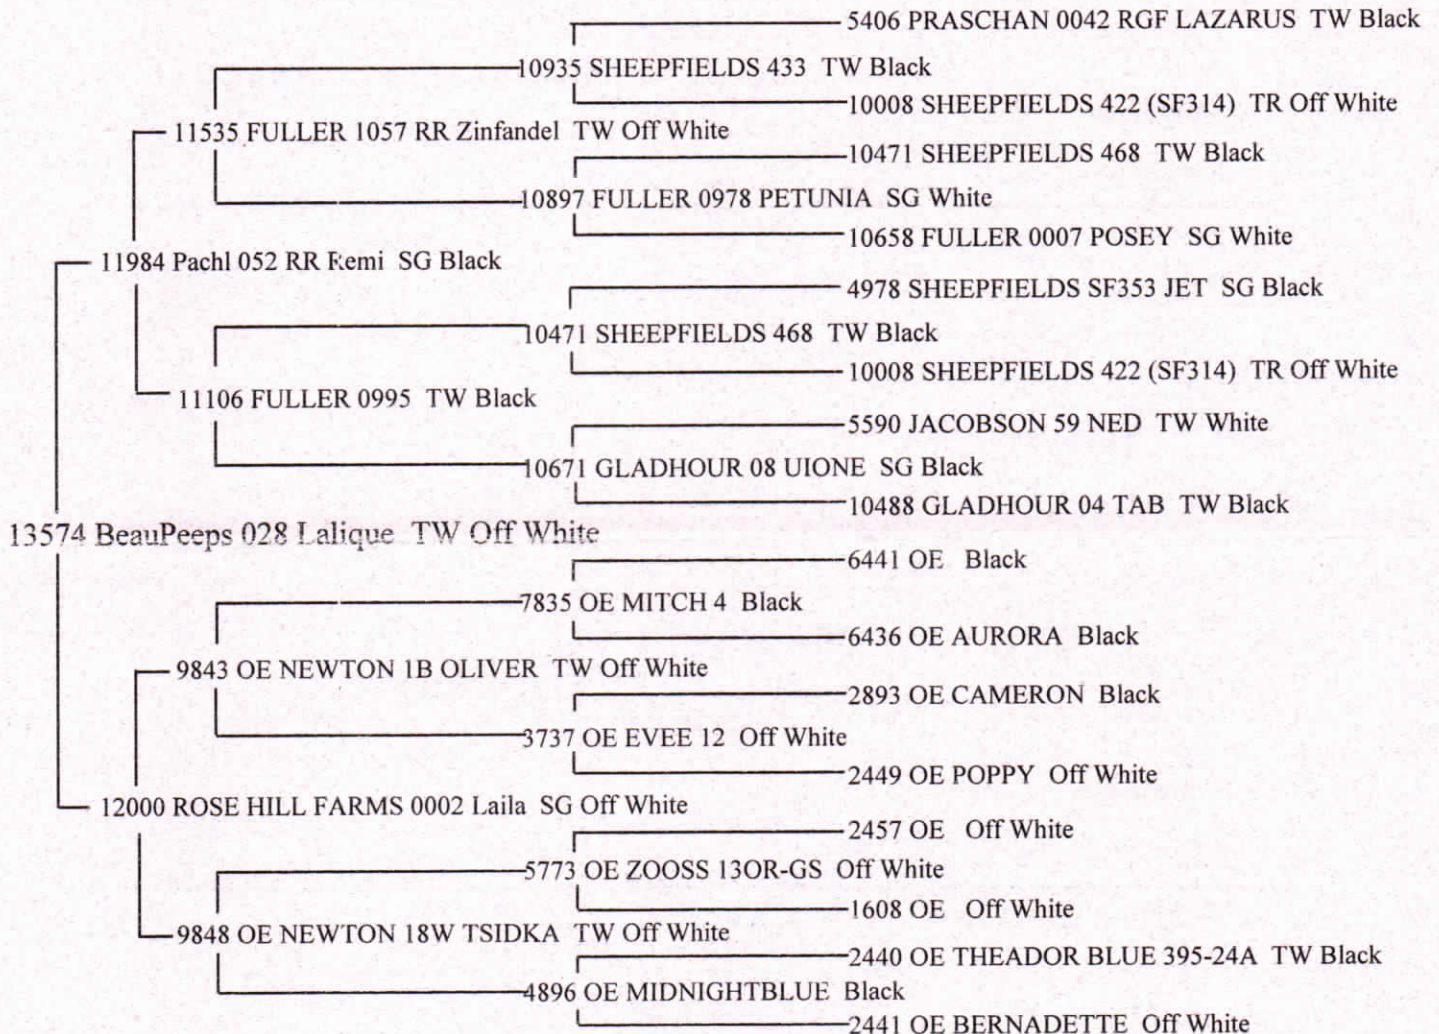 5406 PRASCHAN 0042 RGF LAZARUS TW Black
10935 SHEEPFIELDS 433 TW Black
10008 SHEEPFIELDS 422 (SF314) TR Off White
11535 FULLER 1057 RR Zinfandel TW Off White
10471 SHEEPFIELDS 468 TW Black
10897 FULLER 0978 PETUNIA SG White
10658 FULLER 0007 POSEY SG White
11984 Pachl 052 RR Remi SG Black
4978 SHEEPFIELDS SF353 JET SG Black
10471 SHEEPFIELDS 468 TW Black
10008 SHEEPFIELDS 422 (SF314) TR Off White
11106 FULLER 0995 TW Black
5590 JACOBSON 59 NED TW White
10671 GLADHOUR 08 UIONE SG Black
10488 GLADHOUR 04 TAB TW Black
13574 BeauPeeps 028 Lalique TW Off White
6441 OE Black
7835 OE MITCH 4 Black
6436 OE AURORA Black
9843 OE NEWTON 1B OLIVER TW Off White
2893 OE CAMERON Black
3737 OE EVEE 12 Off White
2449 OE POPPY Off White
12000 ROSE HILL FARMS 0002 Laila SG Off White
2457 OE Off White
5773 OE ZOOSS 13OR-GS Off White
1608 OE Off White
9848 OE NEWTON 18W TSIDKA TW Off White
2440 OE THEADOR BLUE 395-24A TW Black
4896 OE MIDNIGHTBLUE Black
2441 OE BERNADETTE Off White